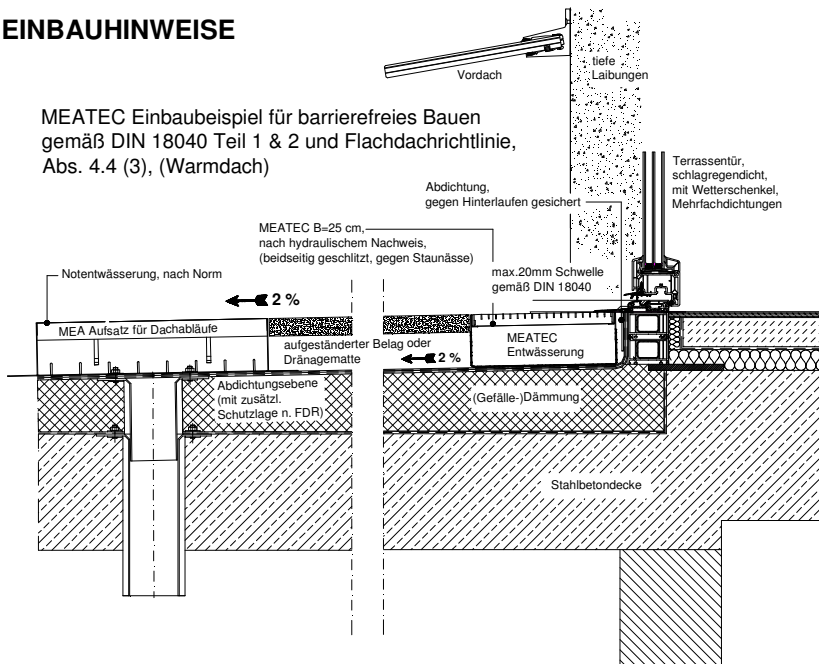 EINBAUHINWEISE
MEATEC Einbaubeispiel für barrierefreies Bauen
gemäß DIN 18040 Teil 1 & 2 und Flachdachrichtlinie,
Abs. 4.4 (3), (Warmdach)
Vordach
tiefe
Laibungen
Terrassentür,
schlagregendicht,
mit Wetterschenkel,
Mehrfachdichtungen
Abdichtung,
gegen Hinterlaufen gesichert
MEATEC B=25 cm,
nach hydraulischem Nachweis,
(beidseitig geschlitzt, gegen Staunässe)
max.20mm Schwelle
gemäß DIN 18040
Notentwässerung, nach Norm
2 %
MEA Aufsatz für Dachabläufe
aufgeständerter Belag oder
Dränagematte
2 %
MEATEC
Entwässerung
Abdichtungsebene
(mit zusätzl.
Schutzlage n. FDR)
(Gefälle-)Dämmung
Stahlbetondecke